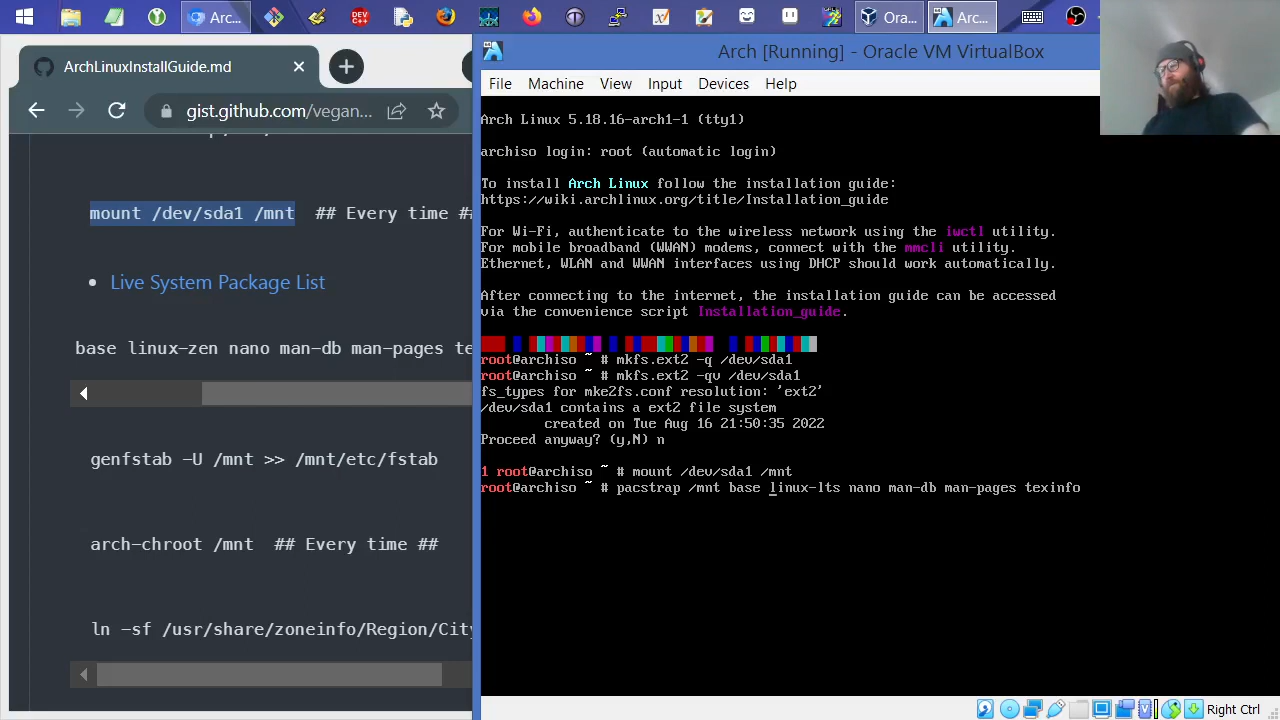 Arc...
Ora...
Arc...
ArchLinuxInstallGuide.md
gist.github.com/vegan...
mount /dev/sda1 /mnt ## Every time ##
Live System Package List
base linux-zen nano man-db man-pages te
genfstab -U /mnt >> /mnt/etc/fstab
arch-chroot /mnt ## Every time ##
ln -sf /usr/share/zoneinfo/Region/City
Arch [Running] - Oracle VM VirtualBox
File Machine View Input Devices Help
Arch Linux 5.18.16-arch1-1 (tty1)
archiso login: root (automatic login)
To install Arch Linux follow the installation guide:
https://wiki.archlinux.org/title/Installation_guide
For Wi-Fi, authenticate to the wireless network using the iwctl utility.
For mobile broadband (WWAN) modems, connect with the mmcli utility.
Ethernet, WLAN and WWAN interfaces using DHCP should work automatically.
After connecting to the internet, the installation guide can be accessed
via the convenience script Installation_guide.
root@archiso ~ # mkfs.ext2 -q /dev/sda1
root@archiso ~ # mkfs.ext2 -qv /dev/sda1
fs_types for mke2fs.conf resolution: 'ext2'
/dev/sda1 contains a ext2 file system
created on Tue Aug 16 21:50:35 2022
Proceed anyway? (y,N) n
1 root@archiso ~ # mount /dev/sda1 /mnt
root@archiso ~ # pacstrap /mnt base linux-lts nano man-db man-pages texinfo
Right Ctrl